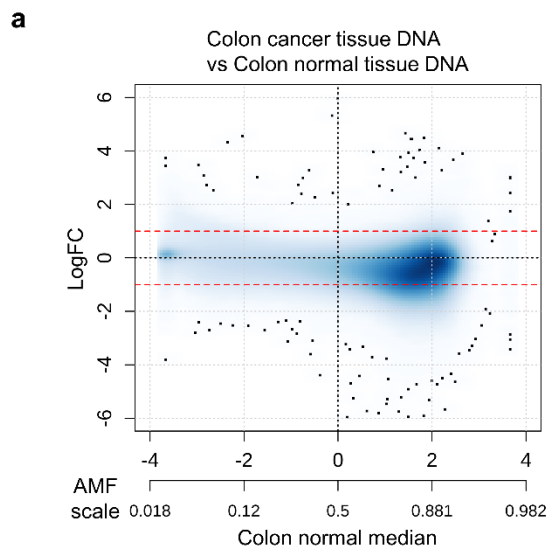 a
Colon cancer tissue DNA
vs Colon normal tissue DNA
LogFC
6
4
2
0
-2
-4
-6
-4 -2 0 2 4
AMF
scale 0.018 0.12 0.5 0.881 0.982
Colon normal median